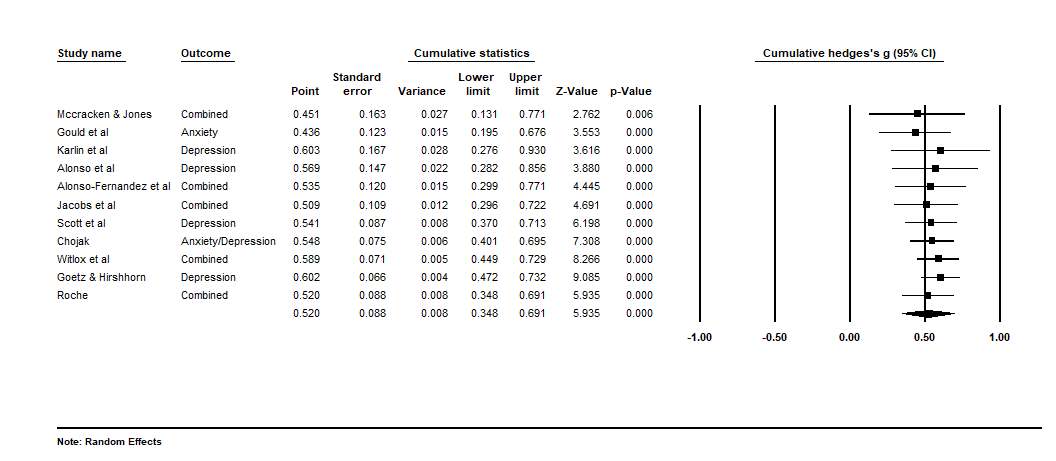 Study name Outcome Cumulative statistics Cumulative hedges's g (95% CI)
Standard Lower Upper
Point error Variance limit limit Z-Value p-Value
Mccracken & Jones Combined 0.451 0.163 0.027 0.131 0.771 2.762 0.006
Gould et al Anxiety 0.436 0.123 0.015 0.195 0.676 3.553 0.000
Karlin et al Depression 0.603 0.167 0.028 0.276 0.930 3.616 0.000
Alonso et al Depression 0.569 0.147 0.022 0.282 0.856 3.880 0.000
Alonso-Fernandez et al Combined 0.535 0.120 0.015 0.299 0.771 4.445 0.000
Jacobs et al Combined 0.509 0.109 0.012 0.296 0.722 4.691 0.000
Scott et al Depression 0.541 0.087 0.008 0.370 0.713 6.198 0.000
Chojak Anxiety/Depression 0.548 0.075 0.006 0.401 0.695 7.308 0.000
Witlox et al Combined 0.589 0.071 0.005 0.449 0.729 8.266 0.000
Goetz & Hirshhorn Depression 0.602 0.066 0.004 0.472 0.732 9.085 0.000
Roche Combined 0.520 0.088 0.008 0.348 0.691 5.935 0.000
0.520 0.088 0.008 0.348 0.691 5.935 0.000
-1.00 -0.50 0.00 0.50 1.00
Note: Random Effects